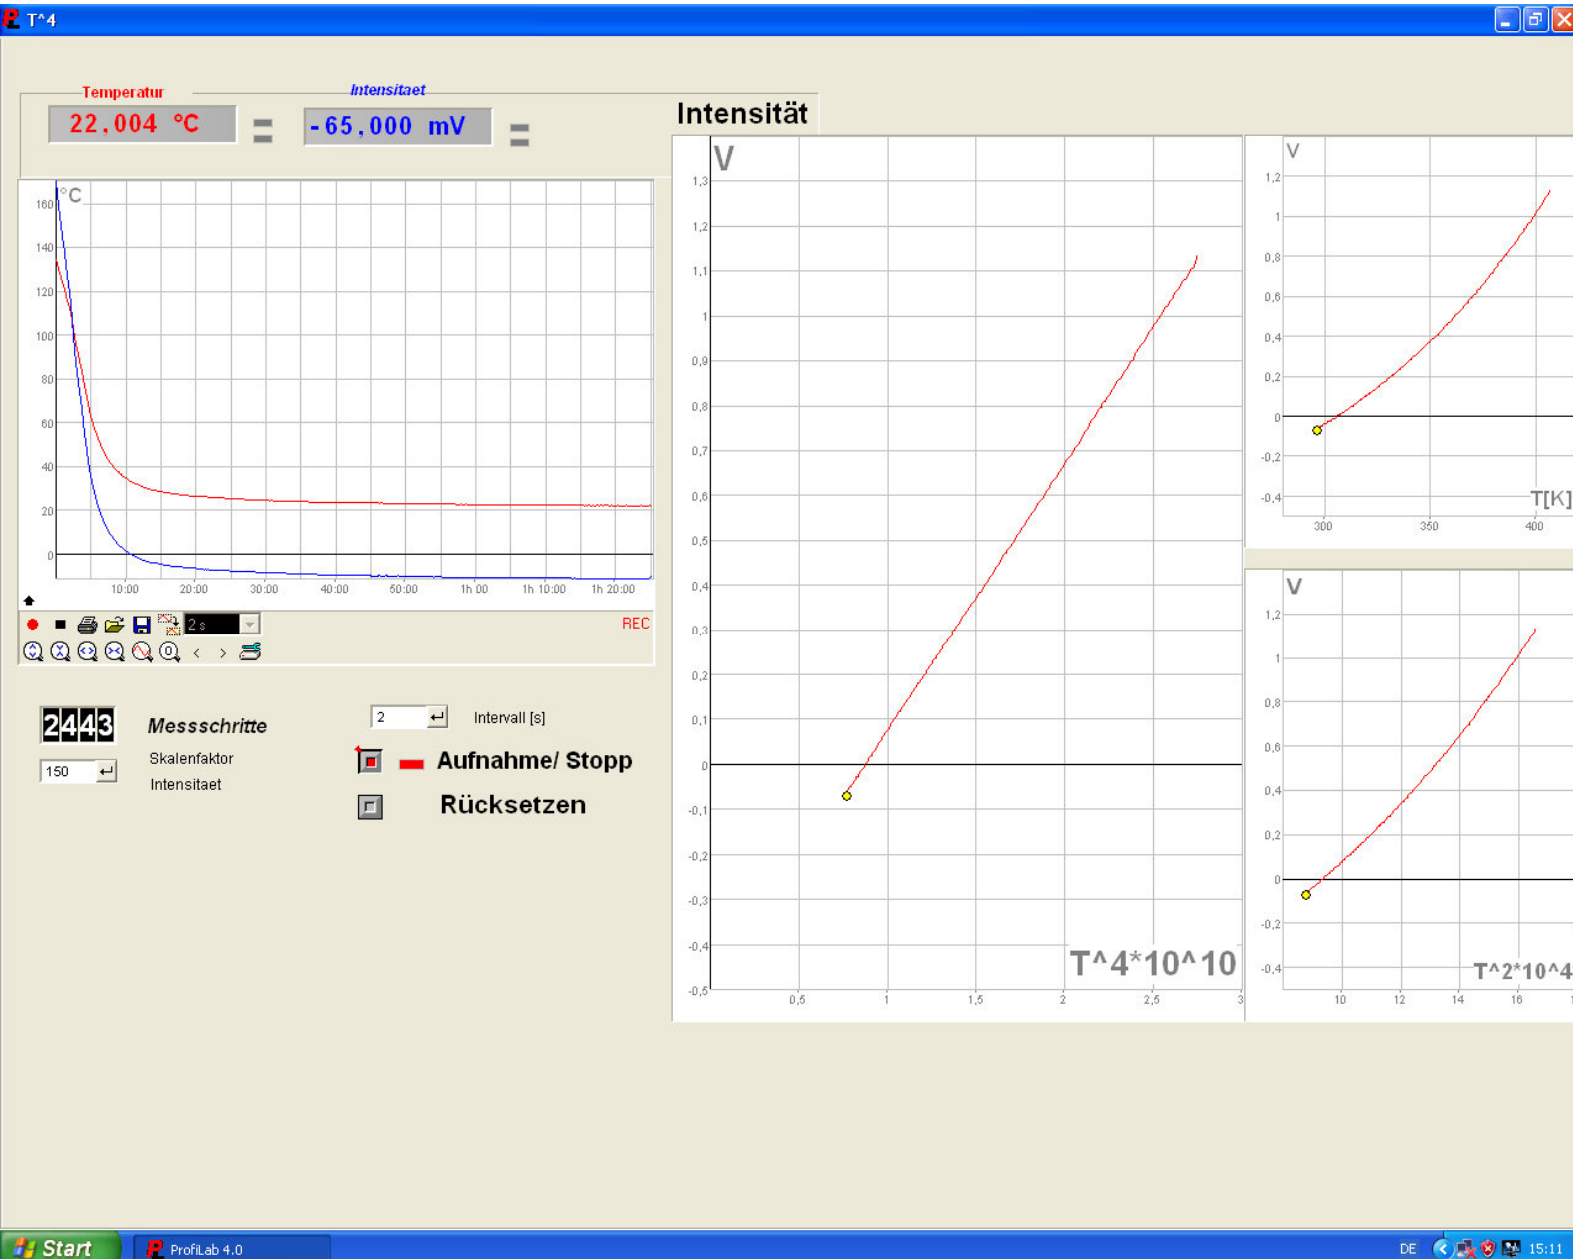 T^4
Temperatur
Intensitaet
22,004 °C
-65,000 mV
Intensität
°C
160
140
120
100
80
60
40
20
0
10:00 20:00 30:00 40:00 50:00 1h 00 1h 10:00 1h 20:00
2 s
REC
2443
Messschritte
150
Skalenfaktor
Intensitaet
2
Intervall [s]
Aufnahme/ Stopp
Rücksetzen
V
1,3
1,2
1,1
1
0,9
0,8
0,7
0,6
0,5
0,4
0,3
0,2
0,1
0
-0,1
-0,2
-0,3
-0,4
-0,5
T^4*10^10
0,5 1 1,5 2 2,5 3
V
1,2
1
0,8
0,6
0,4
0,2
0
-0,2
-0,4
T[K]
300 350 400
V
1,2
1
0,8
0,6
0,4
0,2
0
-0,2
-0,4
T^2*10^4
10 12 14 16
Start
ProfiLab 4.0
DE
15:11